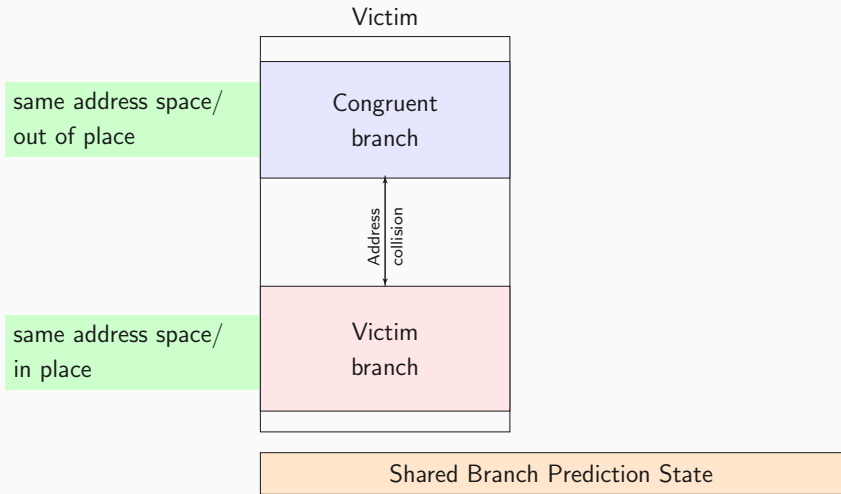 Victim
same address space/
out of place
Congruent
branch
Address
collision
same address space/
in place
Victim
branch
Shared Branch Prediction State